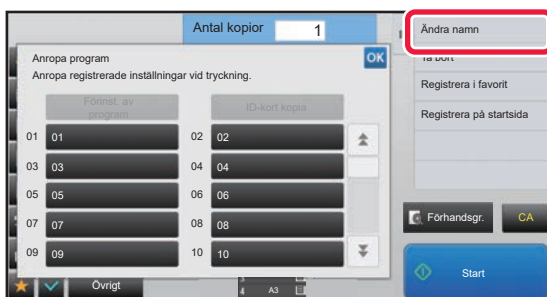 Antal kopior 1
Ändra namn
Ta bort
Registrera i favorit
Registrera på startsida
Anropa program
OK
Anropa registrerade inställningar vid tryckning.
Förinst. av
program
ID-kort kopia
01 01
02 02
03 03
04 04
05 05
06 06
07 07
08 08
09 09
10 10
Förhandsgr.
CA
Start
Övrigt
3
4 A3